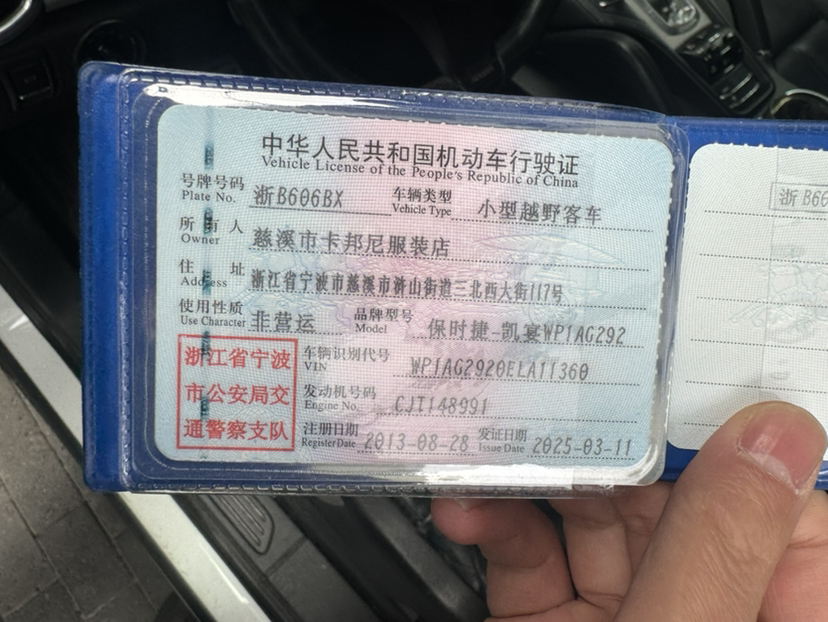 中华人民共和国机动车行驶证
Vehicle License of the People's Republic of China
号牌号码 浙B606BX 车辆类型 小型越野客车
Plate No. Vehicle Type
所有人 慈溪市卡邦尼服装店
Owner
住址 浙江省宁波市慈溪市浒山街道三北西大街117号
Address
使用性质 非营运 品牌型号 保时捷-凯宴WP1AG292
Use Character Model
浙江省宁波
市公安局交
通警察支队
车辆识别代号 WP1AG2920ELA11360
VIN
发动机号码 CJT148991
Engine No.
注册日期 2013-08-28 发证日期 2025-03-11
Register Date Issue Date
浙B60